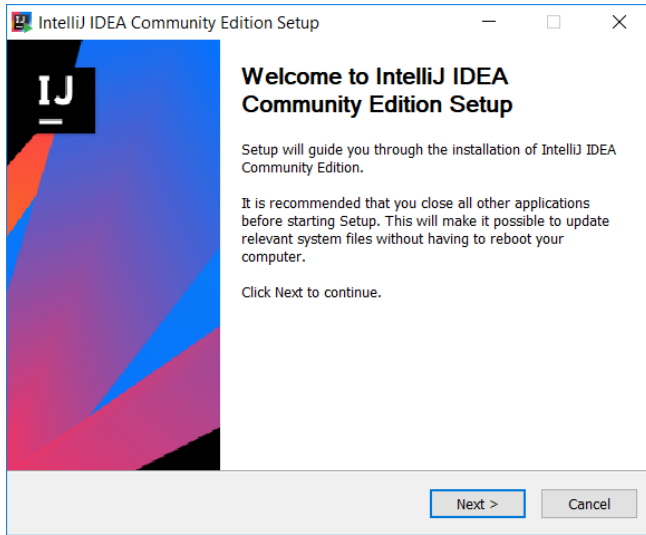 IntelliJ IDEA Community Edition Setup
IJ
Welcome to IntelliJ IDEA
Community Edition Setup
Setup will guide you through the installation of IntelliJ IDEA
Community Edition.
It is recommended that you close all other applications
before starting Setup. This will make it possible to update
relevant system files without having to reboot your
computer.
Click Next to continue.
Next >
Cancel